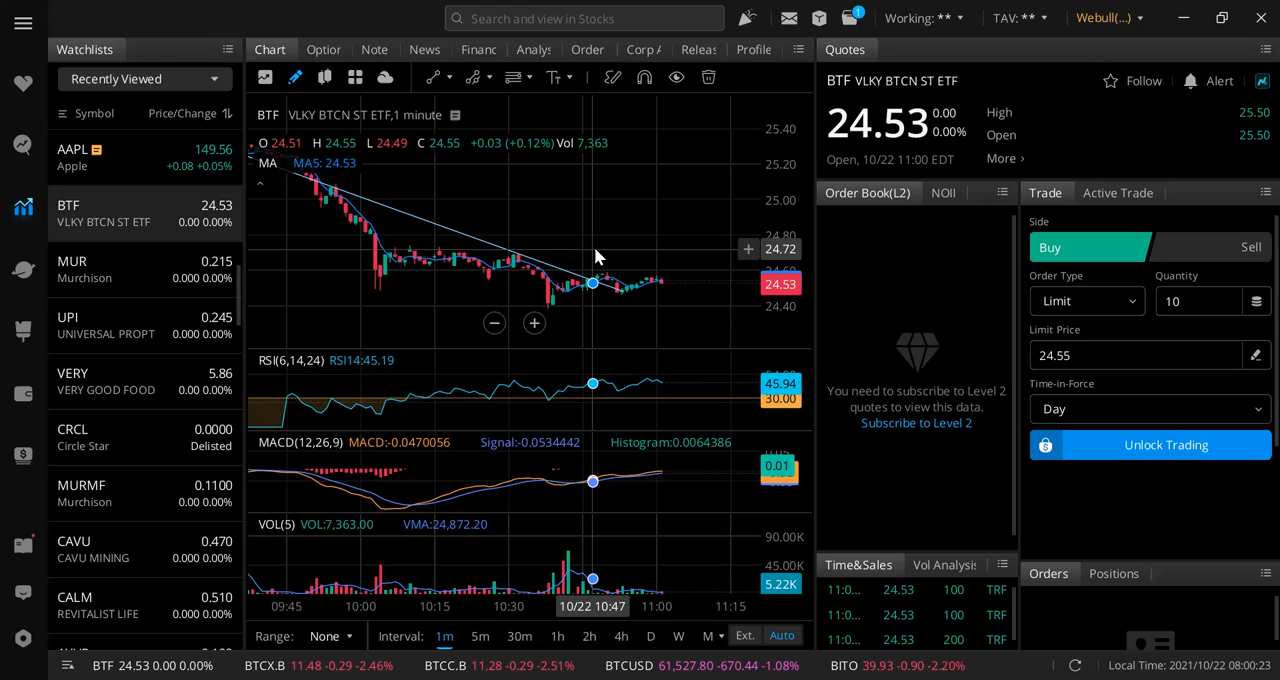 Search and view in Stocks
1
Working: **
TAV: **
Webull(...)
Watchlists
Chart
Optior
Note
News
Financ
Analys
Order
Corp A
Releas
Profile
Quotes
Recently Viewed
Symbol
Price/Change
AAPL 149.56
Apple +0.08 +0.05%
BTF 24.53
VLKY BTCN ST ETF 0.00 0.00%
MUR 0.215
Murchison 0.000 0.00%
UPI 0.245
UNIVERSAL PROPT 0.000 0.00%
VERY 5.86
VERY GOOD FOOD 0.00 0.00%
CRCL 0.0000
Circle Star Delisted
MURMF 0.1100
Murchison 0.00 0.00%
CAVU 0.470
CAVU MINING 0.000 0.00%
CALM 0.510
REVITALIST LIFE 0.000 0.00%
BTF VLKY BTCN ST ETF,1 minute
O 24.51 H 24.55 L 24.49 C 24.55 +0.03 (+0.12%) Vol 7,363
MA MA5: 24.53
25.40
25.20
25.00
24.80
24.72
24.53
24.40
RSI(6,14,24) RSI14:45.19
45.94
30.00
MACD(12,26,9) MACD:-0.0470056 Signal:-0.0534442 Histogram:0.0064386
0.01
VOL(5) VOL:7,363.00 VMA:24,872.20
90.00K
45.00K
5.22K
09:45 10:00 10:15 10:30 10/22 10:47 11:00 11:15
Range: None Interval: 1m 5m 30m 1h 2h 4h D W M Ext. Auto
BTF VLKY BTCN ST ETF
Follow
Alert
24.53
0.00
0.00%
High 25.50
Open 25.50
More ›
Open, 10/22 11:00 EDT
Order Book(L2)
NOII
You need to subscribe to Level 2
quotes to view this data.
Subscribe to Level 2
Trade
Active Trade
Side
Buy
Sell
Order Type
Quantity
Limit
10
Limit Price
24.55
Time-in-Force
Day
Unlock Trading
Time&Sales
Vol Analysis
11:0... 24.53 100 TRF
11:0... 24.53 100 TRF
11:0... 24.53 200 TRF
Orders
Positions
BTF 24.53 0.00 0.00%
BTCX.B 11.48 -0.29 -2.46%
BTCC.B 11.28 -0.29 -2.51%
BTCUSD 61,527.80 -670.44 -1.08%
BITO 39.93 -0.90 -2.20%
Local Time: 2021/10/22 08:00:23